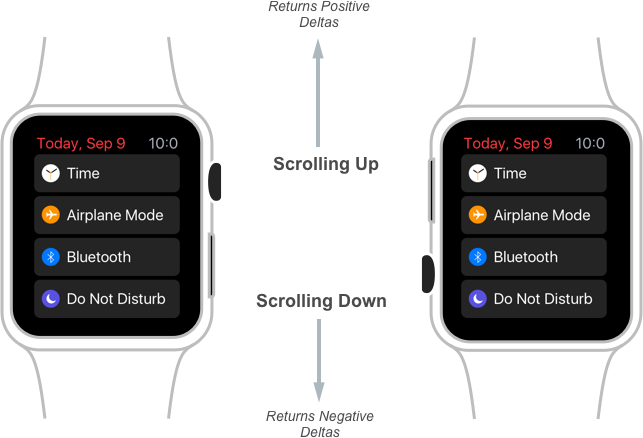 Returns Positive
Deltas
Scrolling Up
Scrolling Down
Returns Negative
Deltas
Today, Sep 9 10:0
Time
Airplane Mode
Bluetooth
Do Not Disturb
Today, Sep 9 10:0
Time
Airplane Mode
Bluetooth
Do Not Disturb